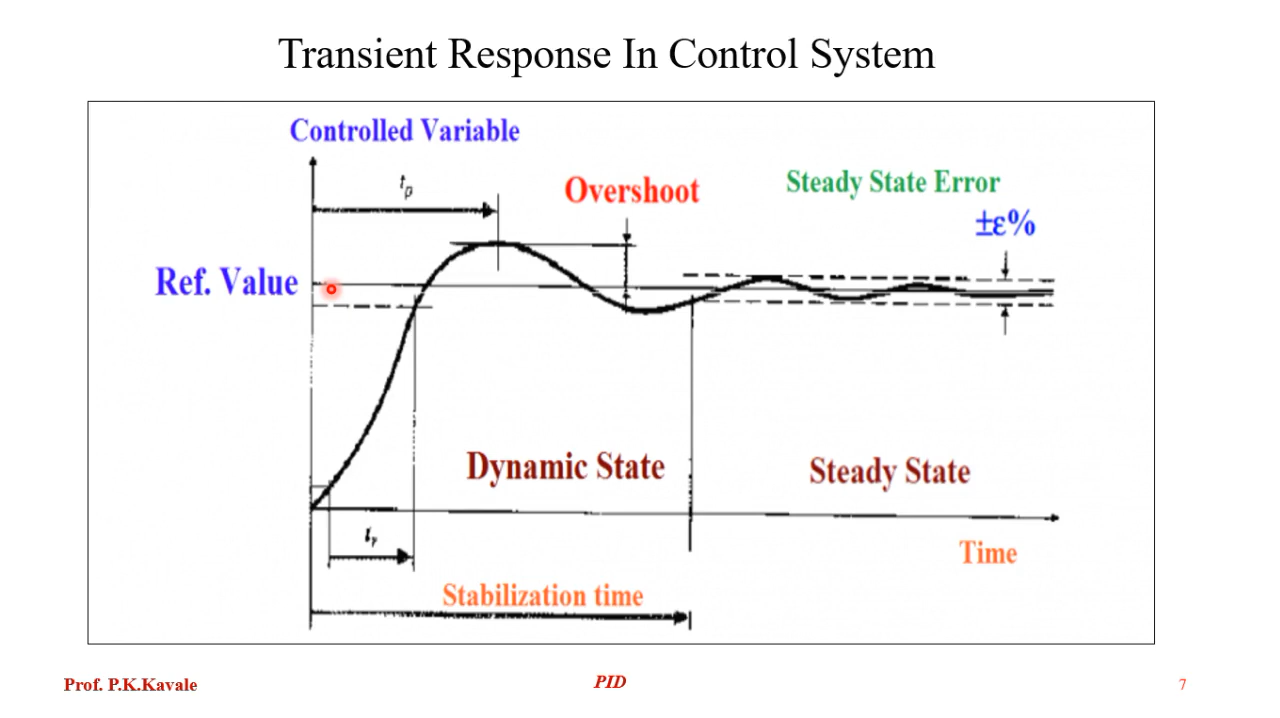 Transient Response In Control System
Controlled Variable
tp
Overshoot
Steady State Error
±ε%
Ref. Value
Dynamic State
Steady State
tr
Time
Stabilization time
Prof. P.K.Kavale
PID
7